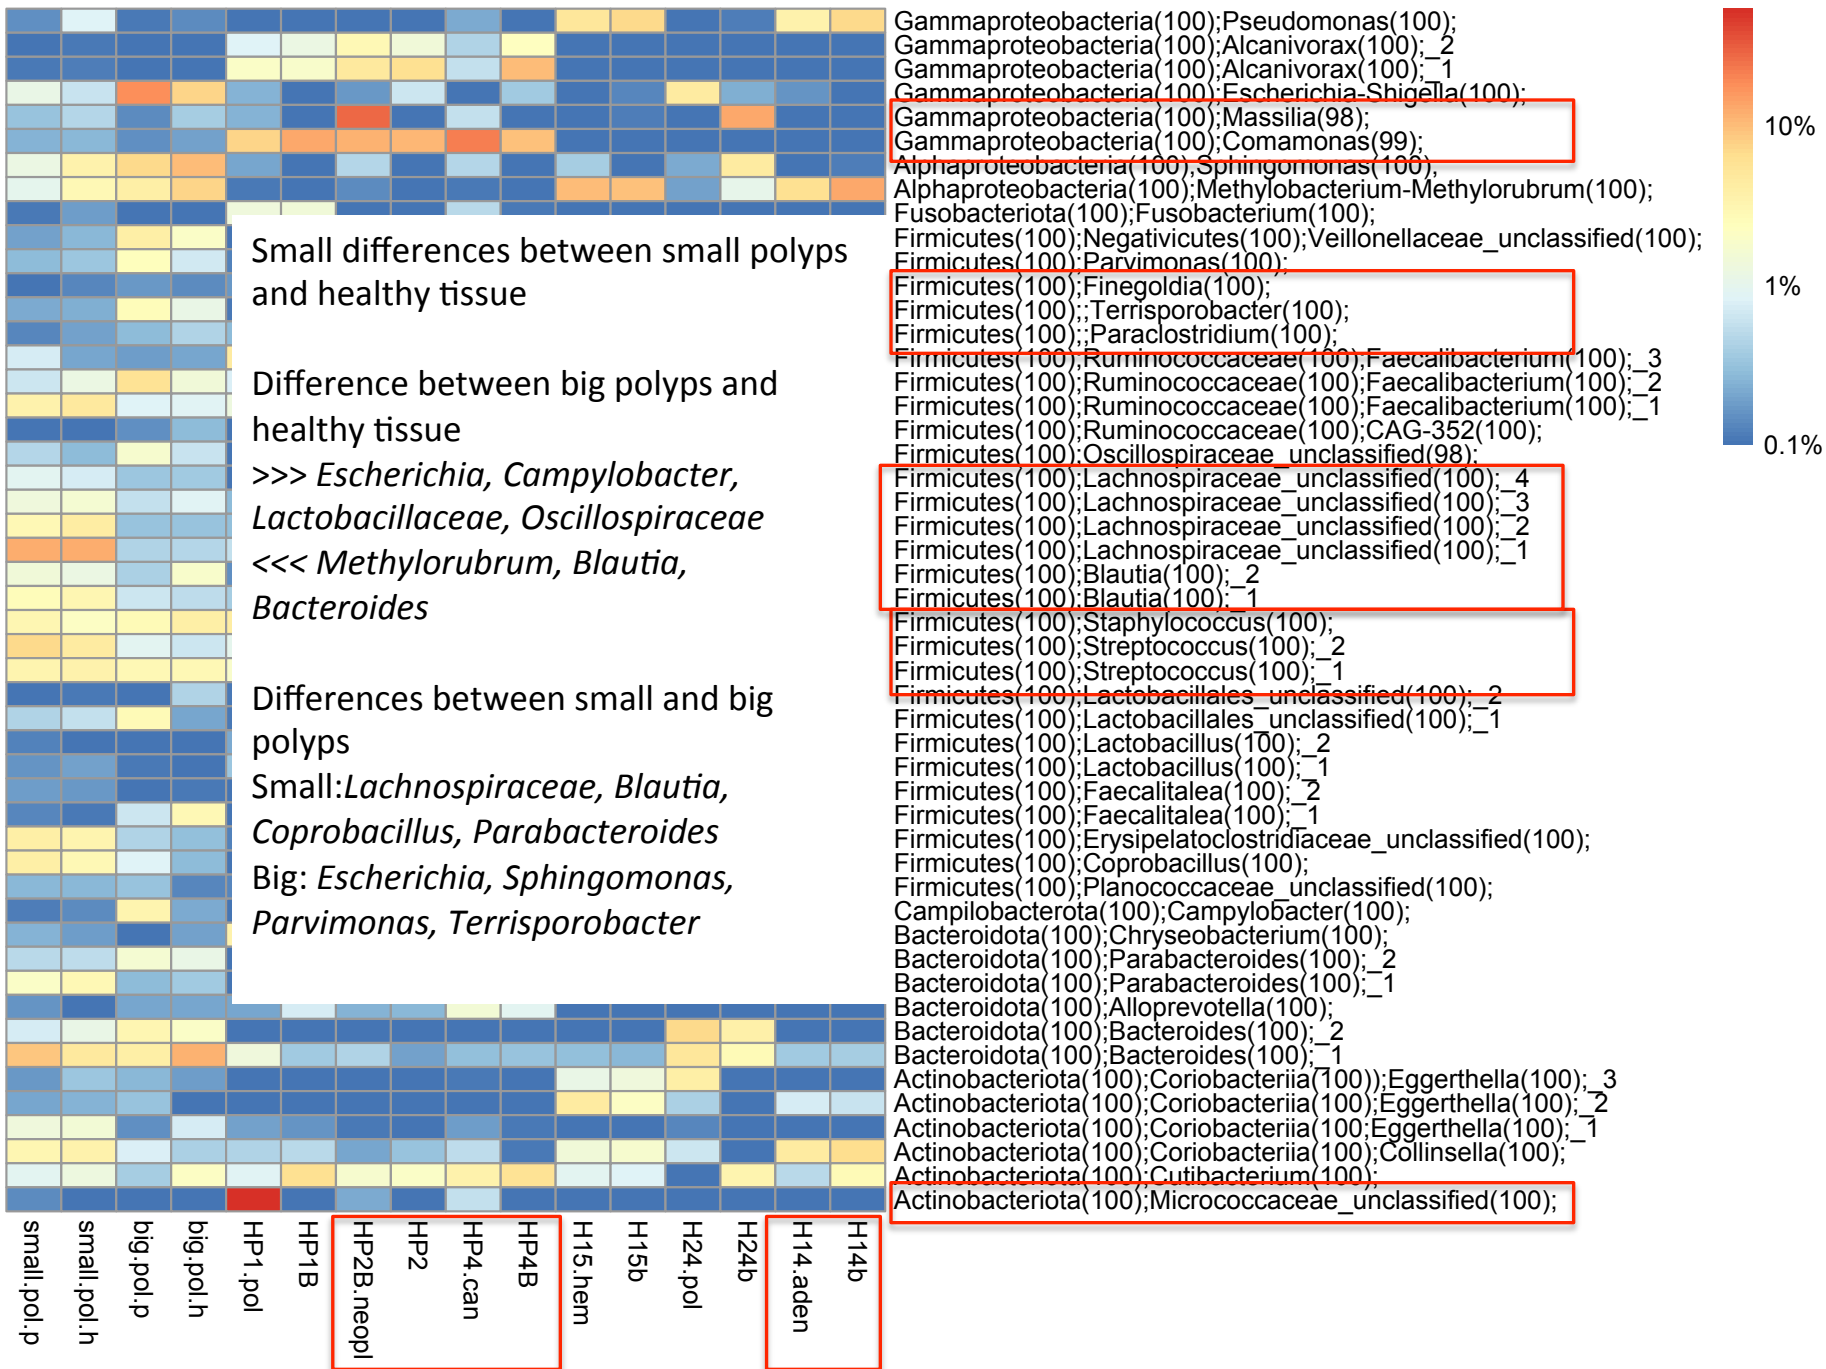 Gammaproteobacteria(100);Pseudomonas(100);
Gammaproteobacteria(100);Alcanivorax(100);_2
Gammaproteobacteria(100);Alcanivorax(100);_1
Gammaproteobacteria(100);Escherichia-Shigella(100);
Gammaproteobacteria(100);Massilia(98);
Gammaproteobacteria(100);Comamonas(99);
Alphaproteobacteria(100);Sphingomonas(100);
Alphaproteobacteria(100);Methylobacterium-Methylorubrum(100);
Fusobacteriota(100);Fusobacterium(100);
Firmicutes(100);Negativicutes(100);Veillonellaceae_unclassified(100);
Firmicutes(100);Parvimonas(100);
Firmicutes(100);Finegoldia(100);
Firmicutes(100);;Terrisporobacter(100);
Firmicutes(100);;Paraclostridium(100);
Firmicutes(100);Ruminococcaceae(100);Faecalibacterium(100);_3
Firmicutes(100);Ruminococcaceae(100);Faecalibacterium(100);_2
Firmicutes(100);Ruminococcaceae(100);Faecalibacterium(100);_1
Firmicutes(100);Ruminococcaceae(100);CAG-352(100);
Firmicutes(100);Oscillospiraceae_unclassified(98);
Firmicutes(100);Lachnospiraceae_unclassified(100);_4
Firmicutes(100);Lachnospiraceae_unclassified(100);_3
Firmicutes(100);Lachnospiraceae_unclassified(100);_2
Firmicutes(100);Lachnospiraceae_unclassified(100);_1
Firmicutes(100);Blautia(100);_2
Firmicutes(100);Blautia(100);_1
Firmicutes(100);Staphylococcus(100);
Firmicutes(100);Streptococcus(100);_2
Firmicutes(100);Streptococcus(100);_1
Firmicutes(100);Lactobacillales_unclassified(100);_2
Firmicutes(100);Lactobacillales_unclassified(100);_1
Firmicutes(100);Lactobacillus(100);_2
Firmicutes(100);Lactobacillus(100);_1
Firmicutes(100);Faecalitalea(100);_2
Firmicutes(100);Faecalitalea(100);_1
Firmicutes(100);Erysipelatoclostridiaceae_unclassified(100);
Firmicutes(100);Coprobacillus(100);
Firmicutes(100);Planococcaceae_unclassified(100);
Campilobacterota(100);Campylobacter(100);
Bacteroidota(100);Chryseobacterium(100);
Bacteroidota(100);Parabacteroides(100);_2
Bacteroidota(100);Parabacteroides(100);_1
Bacteroidota(100);Alloprevotella(100);
Bacteroidota(100);Bacteroides(100);_2
Bacteroidota(100);Bacteroides(100);_1
Actinobacteriota(100);Coriobacteriia(100));Eggerthella(100);_3
Actinobacteriota(100);Coriobacteriia(100);Eggerthella(100);_2
Actinobacteriota(100);Coriobacteriia(100;Eggerthella(100);_1
Actinobacteriota(100);Coriobacteriia(100);Collinsella(100);
Actinobacteriota(100);Cutibacterium(100);
Actinobacteriota(100);Micrococcaceae_unclassified(100);
10%
1%
0.1%
Small differences between small polyps
and healthy tissue
Difference between big polyps and
healthy tissue
>>> Escherichia, Campylobacter,
Lactobacillaceae, Oscillospiraceae
<<< Methylorubrum, Blautia,
Bacteroides
Differences between small and big
polyps
Small:Lachnospiraceae, Blautia,
Coprobacillus, Parabacteroides
Big: Escherichia, Sphingomonas,
Parvimonas, Terrisporobacter
small.pol.p
small.pol.h
big.pol.p
big.pol.h
HP1.pol
HP1B
HP2B.neopl
HP2
HP4.can
HP4B
H15.hem
H15b
H24.pol
H24b
H14.aden
H14b